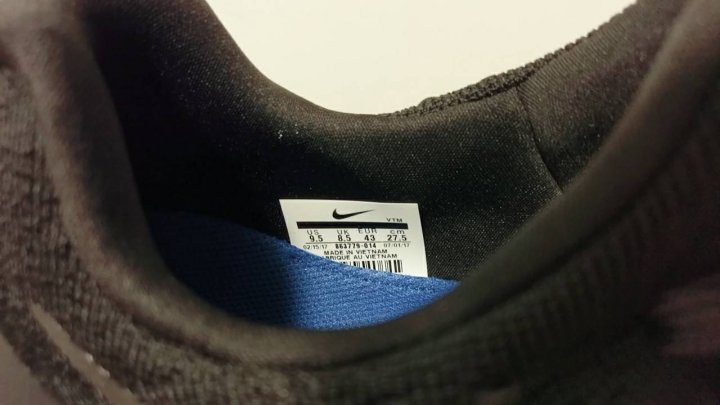 VTM
US UK EUR cm
9.5 8.5 43 27.5
02/15/17 863779-014 07/01/17
MADE IN VIETNAM
FABRIQUE AU VIETNAM